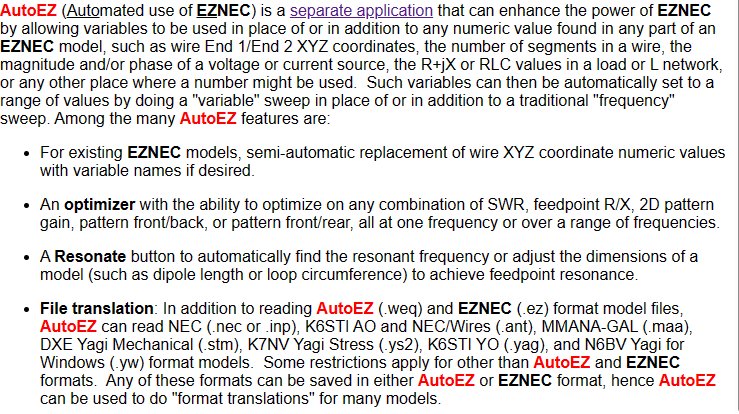 AutoEZ (Automated use of EZNEC) is a separate application that can enhance the power of EZNEC
by allowing variables to be used in place of or in addition to any numeric value found in any part of an
EZNEC model, such as wire End 1/End 2 XYZ coordinates, the number of segments in a wire, the
magnitude and/or phase of a voltage or current source, the R+jX or RLC values in a load or L network,
or any other place where a number might be used.  Such variables can then be automatically set to a
range of values by doing a "variable" sweep in place of or in addition to a traditional "frequency"
sweep. Among the many AutoEZ features are:
• For existing EZNEC models, semi-automatic replacement of wire XYZ coordinate numeric values
with variable names if desired.
• An optimizer with the ability to optimize on any combination of SWR, feedpoint R/X, 2D pattern
gain, pattern front/back, or pattern front/rear, all at one frequency or over a range of frequencies.
• A Resonate button to automatically find the resonant frequency or adjust the dimensions of a
model (such as dipole length or loop circumference) to achieve feedpoint resonance.
• File translation: In addition to reading AutoEZ (.weq) and EZNEC (.ez) format model files,
AutoEZ can read NEC (.nec or .inp), K6STI AO and NEC/Wires (.ant), MMANA-GAL (.maa),
DXE Yagi Mechanical (.stm), K7NV Yagi Stress (.ys2), K6STI YO (.yag), and N6BV Yagi for
Windows (.yw) format models.  Some restrictions apply for other than AutoEZ and EZNEC
formats.  Any of these formats can be saved in either AutoEZ or EZNEC format, hence AutoEZ
can be used to do "format translations" for many models.